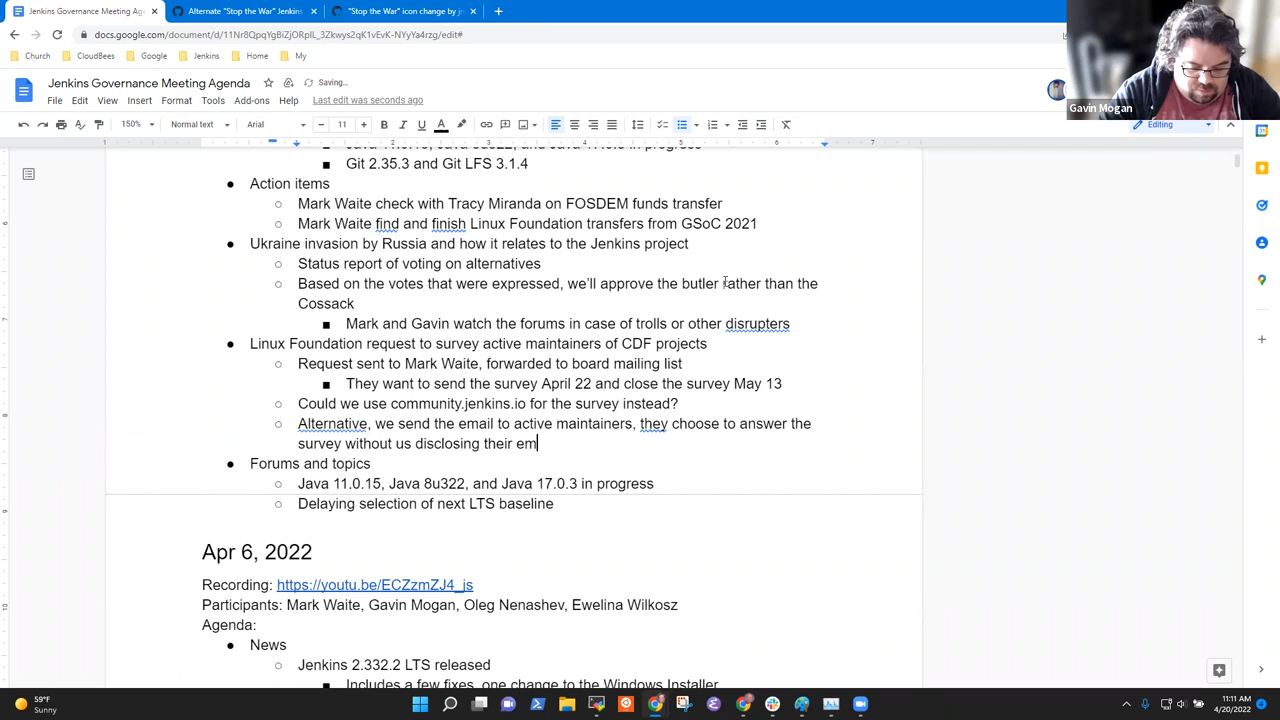 Jenkins Governance Meeting Ag
Alternate "Stop the War" Jenkins
"Stop the War" icon change by j
docs.google.com/document/d/11Nr8QpqYgBiZjORpIL_3Zkwys2qK1vEvK-NYyYa4rzg/edit#
Church
CloudBees
Google
Jenkins
Home
My
Gavin Mogan
Jenkins Governance Meeting Agenda
Saving...
File Edit View Insert Format Tools Add-ons Help Last edit was seconds ago
150% Normal text Arial 11
Editing
Git 2.35.3 and Git LFS 3.1.4
Action items
Mark Waite check with Tracy Miranda on FOSDEM funds transfer
Mark Waite find and finish Linux Foundation transfers from GSoC 2021
Ukraine invasion by Russia and how it relates to the Jenkins project
Status report of voting on alternatives
Based on the votes that were expressed, we'll approve the butler rather than the
Cossack
Mark and Gavin watch the forums in case of trolls or other disrupters
Linux Foundation request to survey active maintainers of CDF projects
Request sent to Mark Waite, forwarded to board mailing list
They want to send the survey April 22 and close the survey May 13
Could we use community.jenkins.io for the survey instead?
Alternative, we send the email to active maintainers, they choose to answer the
survey without us disclosing their em
Forums and topics
Java 11.0.15, Java 8u322, and Java 17.0.3 in progress
Delaying selection of next LTS baseline
Apr 6, 2022
Recording: https://youtu.be/ECZzmZJ4_js
Participants: Mark Waite, Gavin Mogan, Oleg Nenashev, Ewelina Wilkosz
Agenda:
News
Jenkins 2.332.2 LTS released
Includes a few fixes, one change to the Windows Installer
59°F
Sunny
11:11 AM
4/20/2022